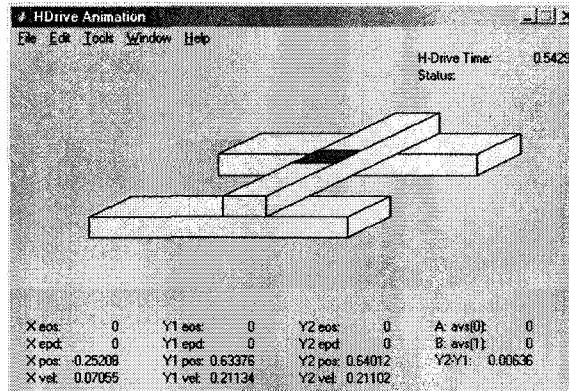 HDrive Animation
File Edit Tools Window Help
H-Drive Time: 0.5429
Status:
X eos: 0 Y1 eos: 0 Y2 eos: 0 A: avs(0): 0
X epd: 0 Y1 epd: 0 Y2 epd: 0 B: avs(1): 0
X pos: -0.25208 Y1 pos: 0.63376 Y2 pos: 0.64012 Y2-Y1: 0.00636
X vel: 0.07055 Y1 vel: 0.21134 Y2 vel: 0.21102